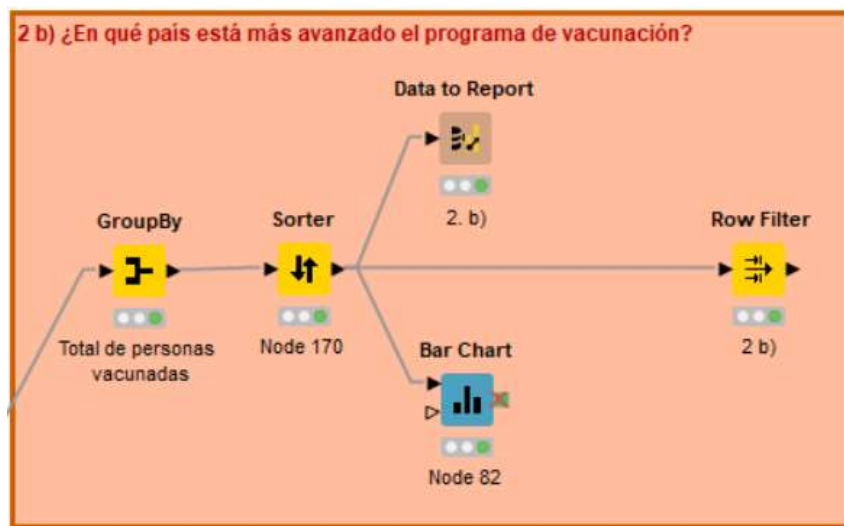 2 b) ¿En qué país está más avanzado el programa de vacunación?
Data to Report
2. b)
GroupBy
Sorter
Row Filter
Total de personas
vacunadas
Node 170
2 b)
Bar Chart
Node 82